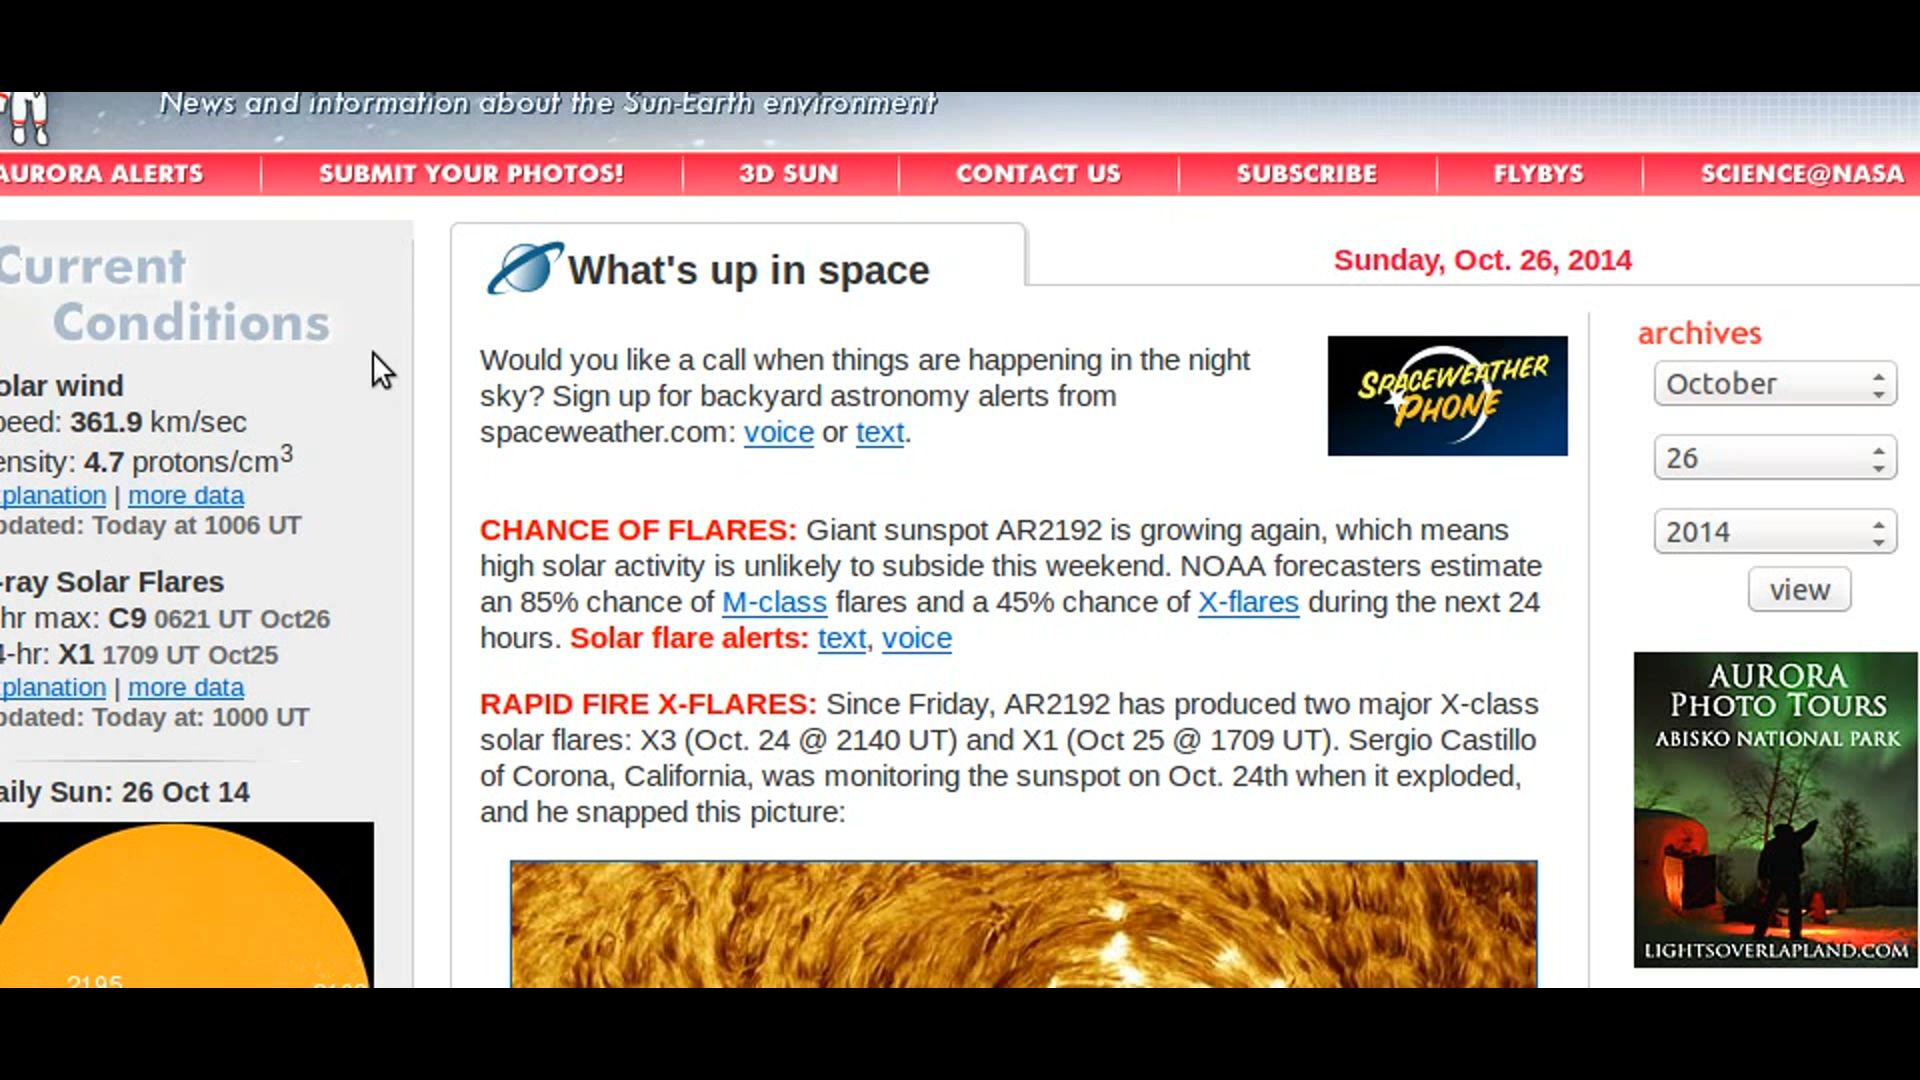 News and information about the Sun-Earth environment
AURORA ALERTS
SUBMIT YOUR PHOTOS!
3D SUN
CONTACT US
SUBSCRIBE
FLYBYS
SCIENCE@NASA
Current
Conditions
olar wind
peed: 361.9 km/sec
ensity: 4.7 protons/cm3
planation | more data
pdated: Today at 1006 UT
-ray Solar Flares
hr max: C9 0621 UT Oct26
4-hr: X1 1709 UT Oct25
planation | more data
pdated: Today at: 1000 UT
aily Sun: 26 Oct 14
2195
What's up in space
Sunday, Oct. 26, 2014
Would you like a call when things are happening in the night
sky? Sign up for backyard astronomy alerts from
spaceweather.com: voice or text.
SPACEWEATHER
PHONE
CHANCE OF FLARES: Giant sunspot AR2192 is growing again, which means
high solar activity is unlikely to subside this weekend. NOAA forecasters estimate
an 85% chance of M-class flares and a 45% chance of X-flares during the next 24
hours. Solar flare alerts: text, voice
RAPID FIRE X-FLARES: Since Friday, AR2192 has produced two major X-class
solar flares: X3 (Oct. 24 @ 2140 UT) and X1 (Oct 25 @ 1709 UT). Sergio Castillo
of Corona, California, was monitoring the sunspot on Oct. 24th when it exploded,
and he snapped this picture:
archives
October
26
2014
view
AURORA
PHOTO TOURS
ABISKO NATIONAL PARK
LIGHTSOVERLAPLAND.COM